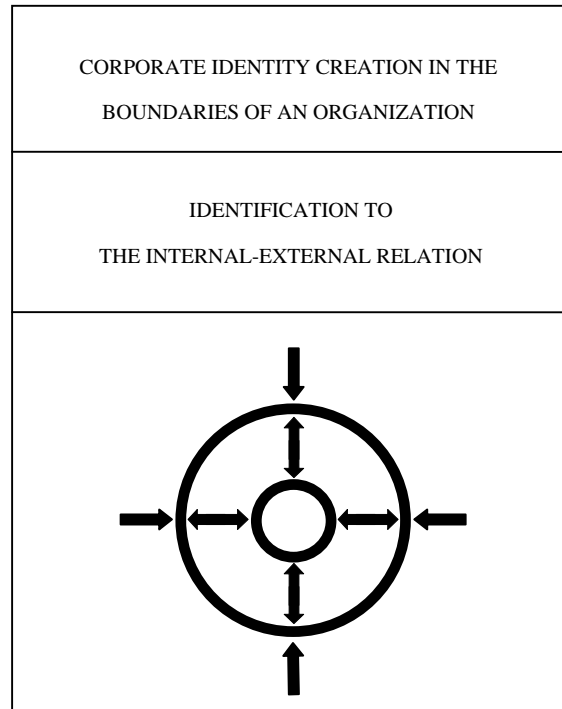 CORPORATE IDENTITY CREATION IN THE
BOUNDARIES OF AN ORGANIZATION
IDENTIFICATION TO
THE INTERNAL-EXTERNAL RELATION